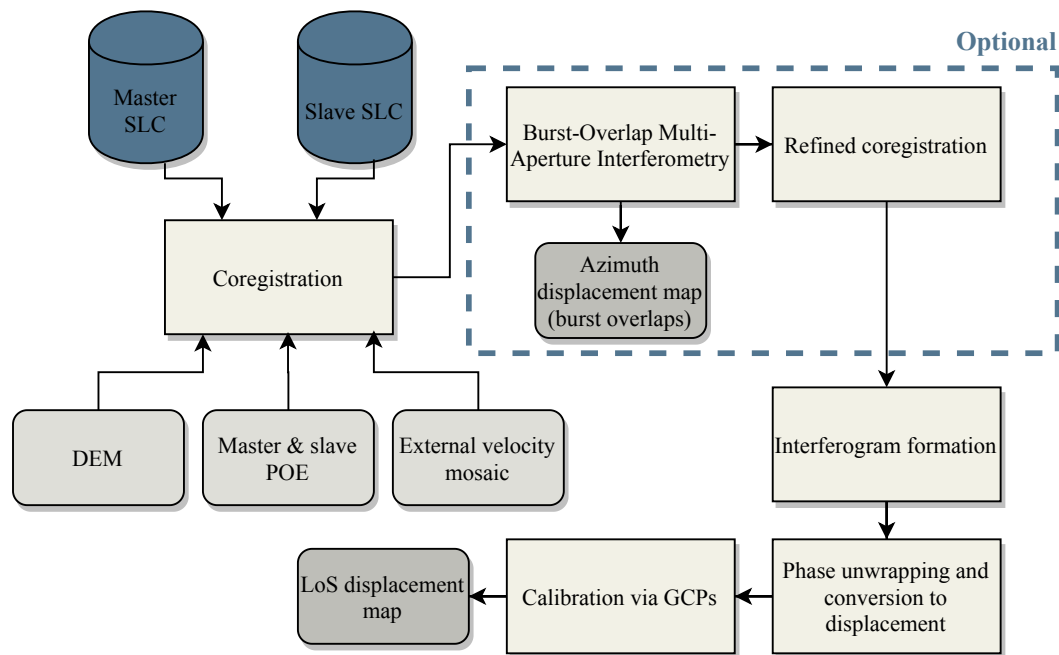 Optional
Master
SLC
Slave SLC
Burst-Overlap Multi-
Aperture Interferometry
Refined coregistration
Coregistration
Azimuth
displacement map
(burst overlaps)
DEM
Master & slave
POE
External velocity
mosaic
Interferogram formation
Phase unwrapping and
conversion to
displacement
Calibration via GCPs
LoS displacement
map